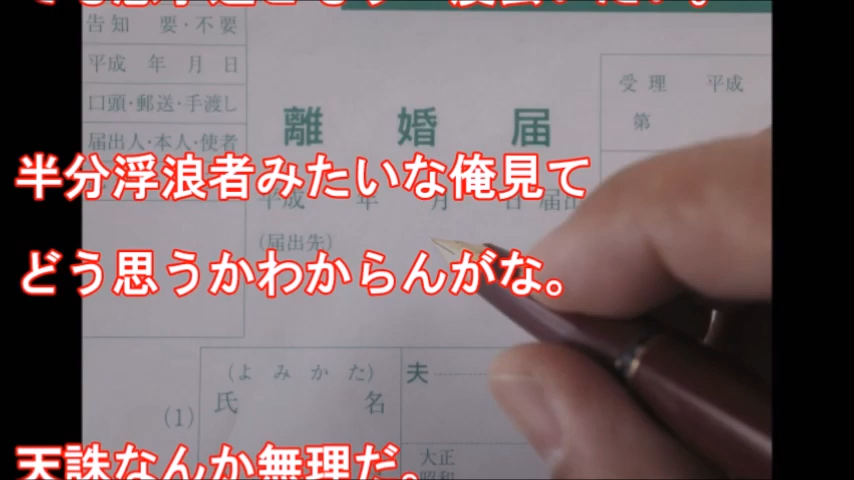 告知 要・不要
平成 年 月 日
口頭・郵送・手渡し
届出人・本人・使者
受理 平成
第
離婚届
半分浮浪者みたいな俺見て
平成 年 月 日 届出
どう思うかわからんがな。
(届出先)
(よみかた)
夫
氏 名
(1)
天誅なんか無理だ。
大正
昭和